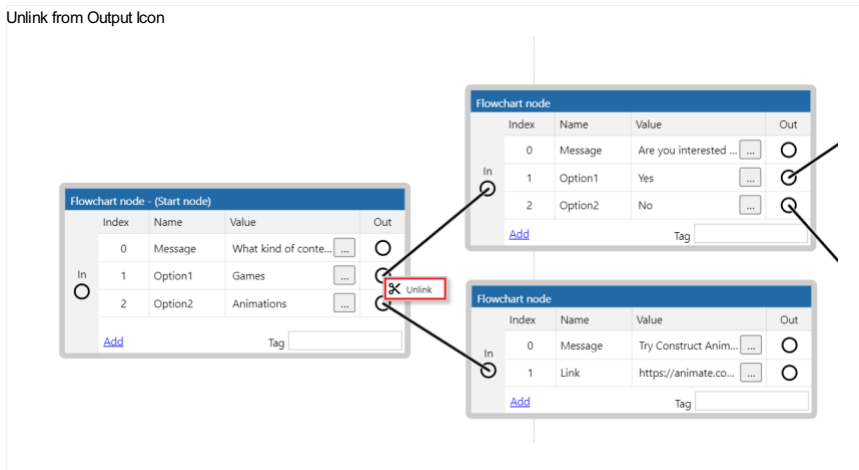 Unlink from Output Icon
Flowchart node
Index Name Value Out
0 Message Are you interested ... ...
In
1 Option1 Yes ...
2 Option2 No ...
Add Tag
Flowchart node - (Start node)
Index Name Value Out
0 Message What kind of conte... ...
In
1 Option1 Games ...
Unlink
2 Option2 Animations ...
Add Tag
Flowchart node
Index Name Value Out
0 Message Try Construct Anim... ...
In
1 Link https://animate.co... ...
Add Tag